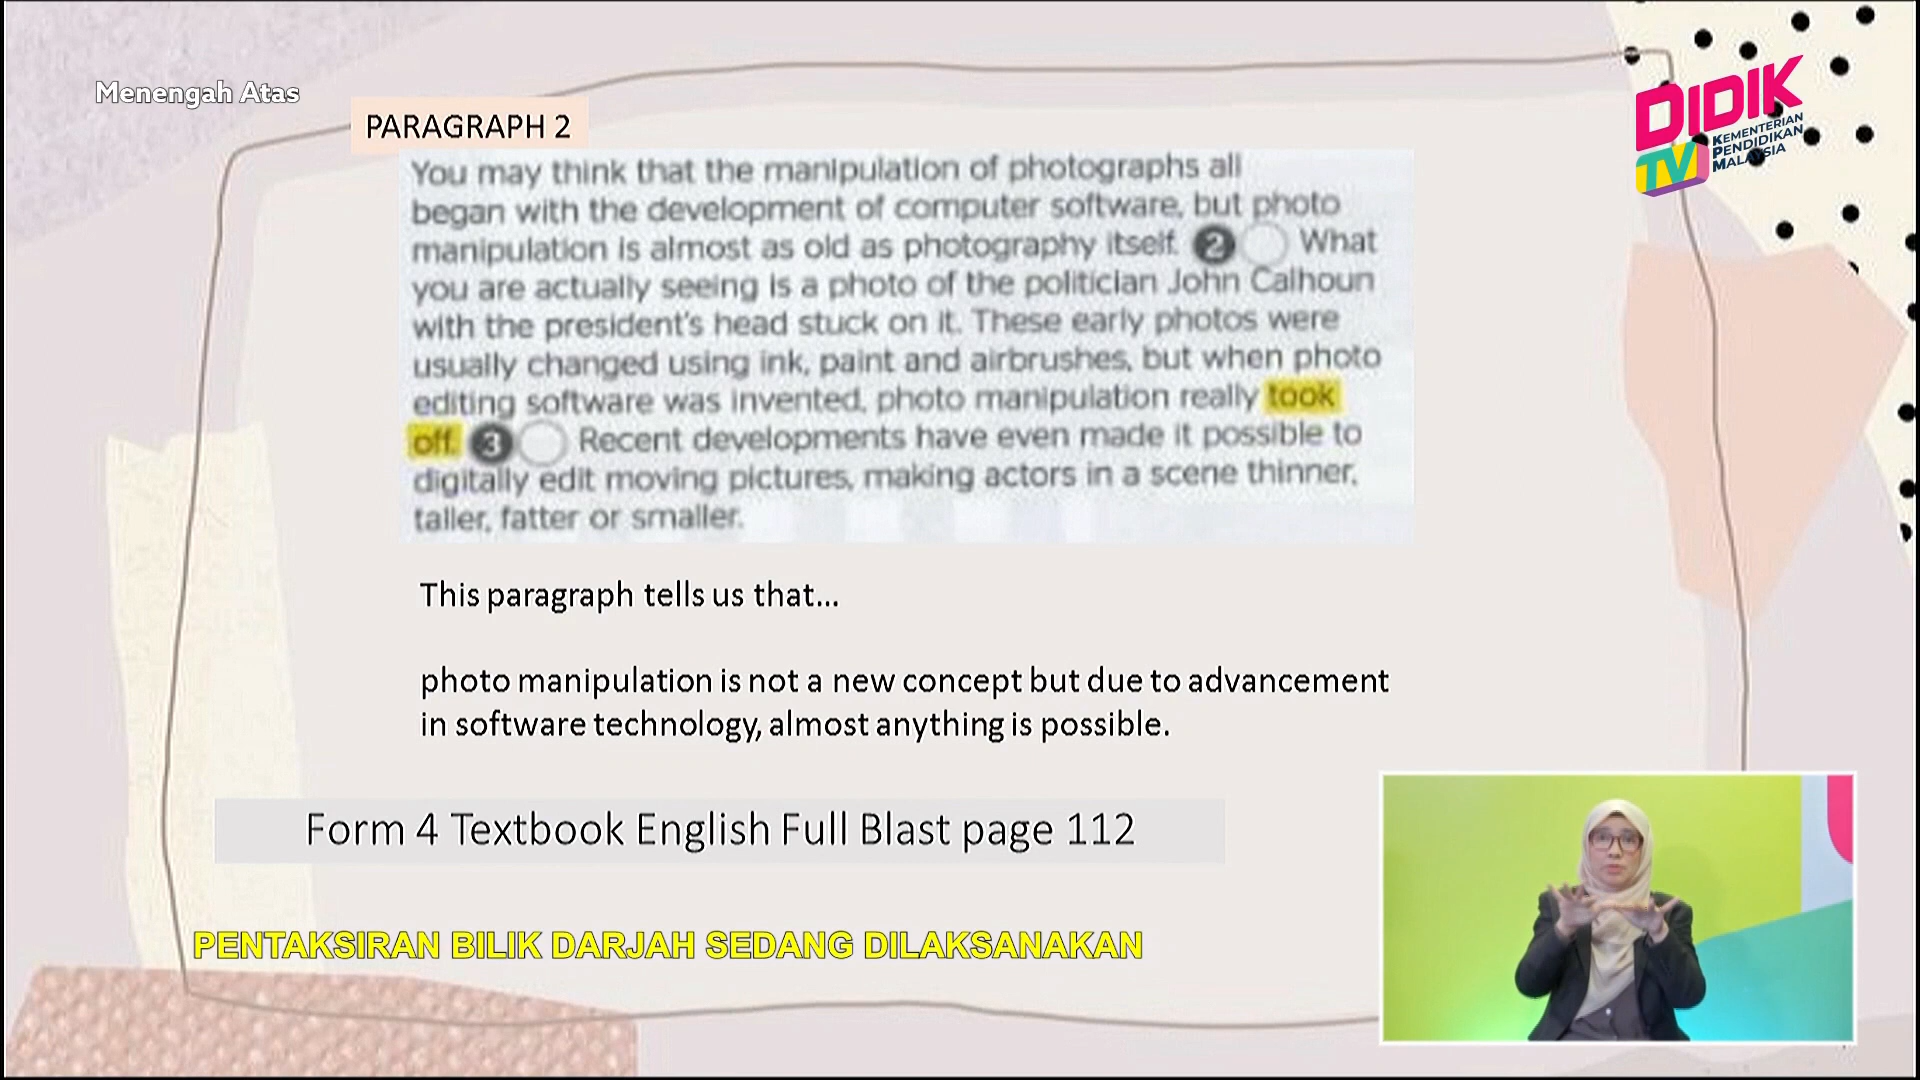 Menengah Atas
DIDIK
TV
KEMENTERIAN
PENDIDIKAN
MALAYSIA
PARAGRAPH 2
You may think that the manipulation of photographs all
began with the development of computer software, but photo
manipulation is almost as old as photography itself. 2 What
you are actually seeing is a photo of the politician John Calhoun
with the president's head stuck on it. These early photos were
usually changed using ink, paint and airbrushes, but when photo
editing software was invented, photo manipulation really took
off. 3 Recent developments have even made it possible to
digitally edit moving pictures, making actors in a scene thinner,
taller, fatter or smaller.
This paragraph tells us that...
photo manipulation is not a new concept but due to advancement
in software technology, almost anything is possible.
Form 4 Textbook English Full Blast page 112
PENTAKSIRAN BILIK DARJAH SEDANG DILAKSANAKAN